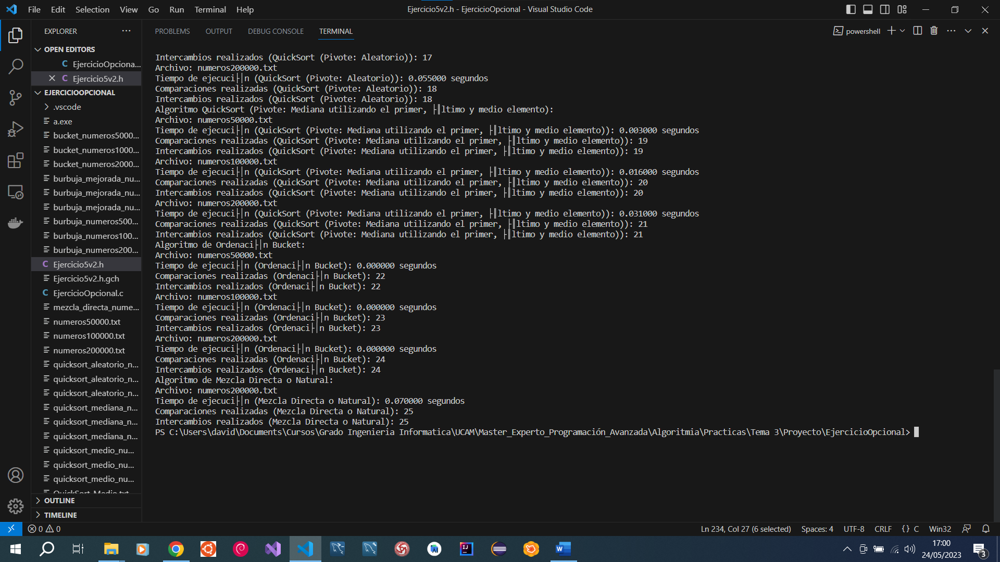 File Edit Selection View Go Run Terminal Help
Ejercicio5v2.h - EjercicioOpcional - Visual Studio Code
EXPLORER
OPEN EDITORS
EjercicioOpciona...
Ejercicio5v2.h
EJERCICIOOPCIONAL
.vscode
a.exe
bucket_numeros5000...
bucket_numeros1000...
bucket_numeros2000...
burbuja_mejorada_nu...
burbuja_mejorada_nu...
burbuja_mejorada_nu...
burbuja_numeros500...
burbuja_numeros100...
burbuja_numeros200...
Ejercicio5v2.h
Ejercicio5v2.h.gch
EjercicioOpcional.c
mezcla_directa_nume...
numeros50000.txt
numeros100000.txt
numeros200000.txt
quicksort_aleatorio_n...
quicksort_aleatorio_n...
quicksort_aleatorio_n...
quicksort_mediana_n...
quicksort_mediana_n...
quicksort_mediana_n...
quicksort_medio_nu...
quicksort_medio_nu...
quicksort_medio_nu...
QuickSort_Medio.txt
OUTLINE
TIMELINE
PROBLEMS OUTPUT DEBUG CONSOLE TERMINAL
powershell
Intercambios realizados (QuickSort (Pivote: Aleatorio)): 17
Archivo: numeros200000.txt
Tiempo de ejecuci├│n (QuickSort (Pivote: Aleatorio)): 0.055000 segundos
Comparaciones realizadas (QuickSort (Pivote: Aleatorio)): 18
Intercambios realizados (QuickSort (Pivote: Aleatorio)): 18
Algoritmo QuickSort (Pivote: Mediana utilizando el primer, ├║ltimo y medio elemento):
Archivo: numeros50000.txt
Tiempo de ejecuci├│n (QuickSort (Pivote: Mediana utilizando el primer, ├║ltimo y medio elemento)): 0.003000 segundos
Comparaciones realizadas (QuickSort (Pivote: Mediana utilizando el primer, ├║ltimo y medio elemento)): 19
Intercambios realizados (QuickSort (Pivote: Mediana utilizando el primer, ├║ltimo y medio elemento)): 19
Archivo: numeros100000.txt
Tiempo de ejecuci├│n (QuickSort (Pivote: Mediana utilizando el primer, ├║ltimo y medio elemento)): 0.016000 segundos
Comparaciones realizadas (QuickSort (Pivote: Mediana utilizando el primer, ├║ltimo y medio elemento)): 20
Intercambios realizados (QuickSort (Pivote: Mediana utilizando el primer, ├║ltimo y medio elemento)): 20
Archivo: numeros200000.txt
Tiempo de ejecuci├│n (QuickSort (Pivote: Mediana utilizando el primer, ├║ltimo y medio elemento)): 0.031000 segundos
Comparaciones realizadas (QuickSort (Pivote: Mediana utilizando el primer, ├║ltimo y medio elemento)): 21
Intercambios realizados (QuickSort (Pivote: Mediana utilizando el primer, ├║ltimo y medio elemento)): 21
Algoritmo de Ordenaci├│n Bucket:
Archivo: numeros50000.txt
Tiempo de ejecuci├│n (Ordenaci├│n Bucket): 0.000000 segundos
Comparaciones realizadas (Ordenaci├│n Bucket): 22
Intercambios realizados (Ordenaci├│n Bucket): 22
Archivo: numeros100000.txt
Tiempo de ejecuci├│n (Ordenaci├│n Bucket): 0.000000 segundos
Comparaciones realizadas (Ordenaci├│n Bucket): 23
Intercambios realizados (Ordenaci├│n Bucket): 23
Archivo: numeros200000.txt
Tiempo de ejecuci├│n (Ordenaci├│n Bucket): 0.000000 segundos
Comparaciones realizadas (Ordenaci├│n Bucket): 24
Intercambios realizados (Ordenaci├│n Bucket): 24
Algoritmo de Mezcla Directa o Natural:
Archivo: numeros200000.txt
Tiempo de ejecuci├│n (Mezcla Directa o Natural): 0.070000 segundos
Comparaciones realizadas (Mezcla Directa o Natural): 25
Intercambios realizados (Mezcla Directa o Natural): 25
PS C:\Users\david\Documents\Cursos\Grado Ingenieria Informatica\UCAM\Master_Experto_Programación_Avanzada\Algoritmia\Practicas\Tema 3\Proyecto\EjercicioOpcional>
0 0
Ln 234, Col 27 (6 selected) Spaces: 4 UTF-8 CRLF {} C Win32
17:00
24/05/2023
3